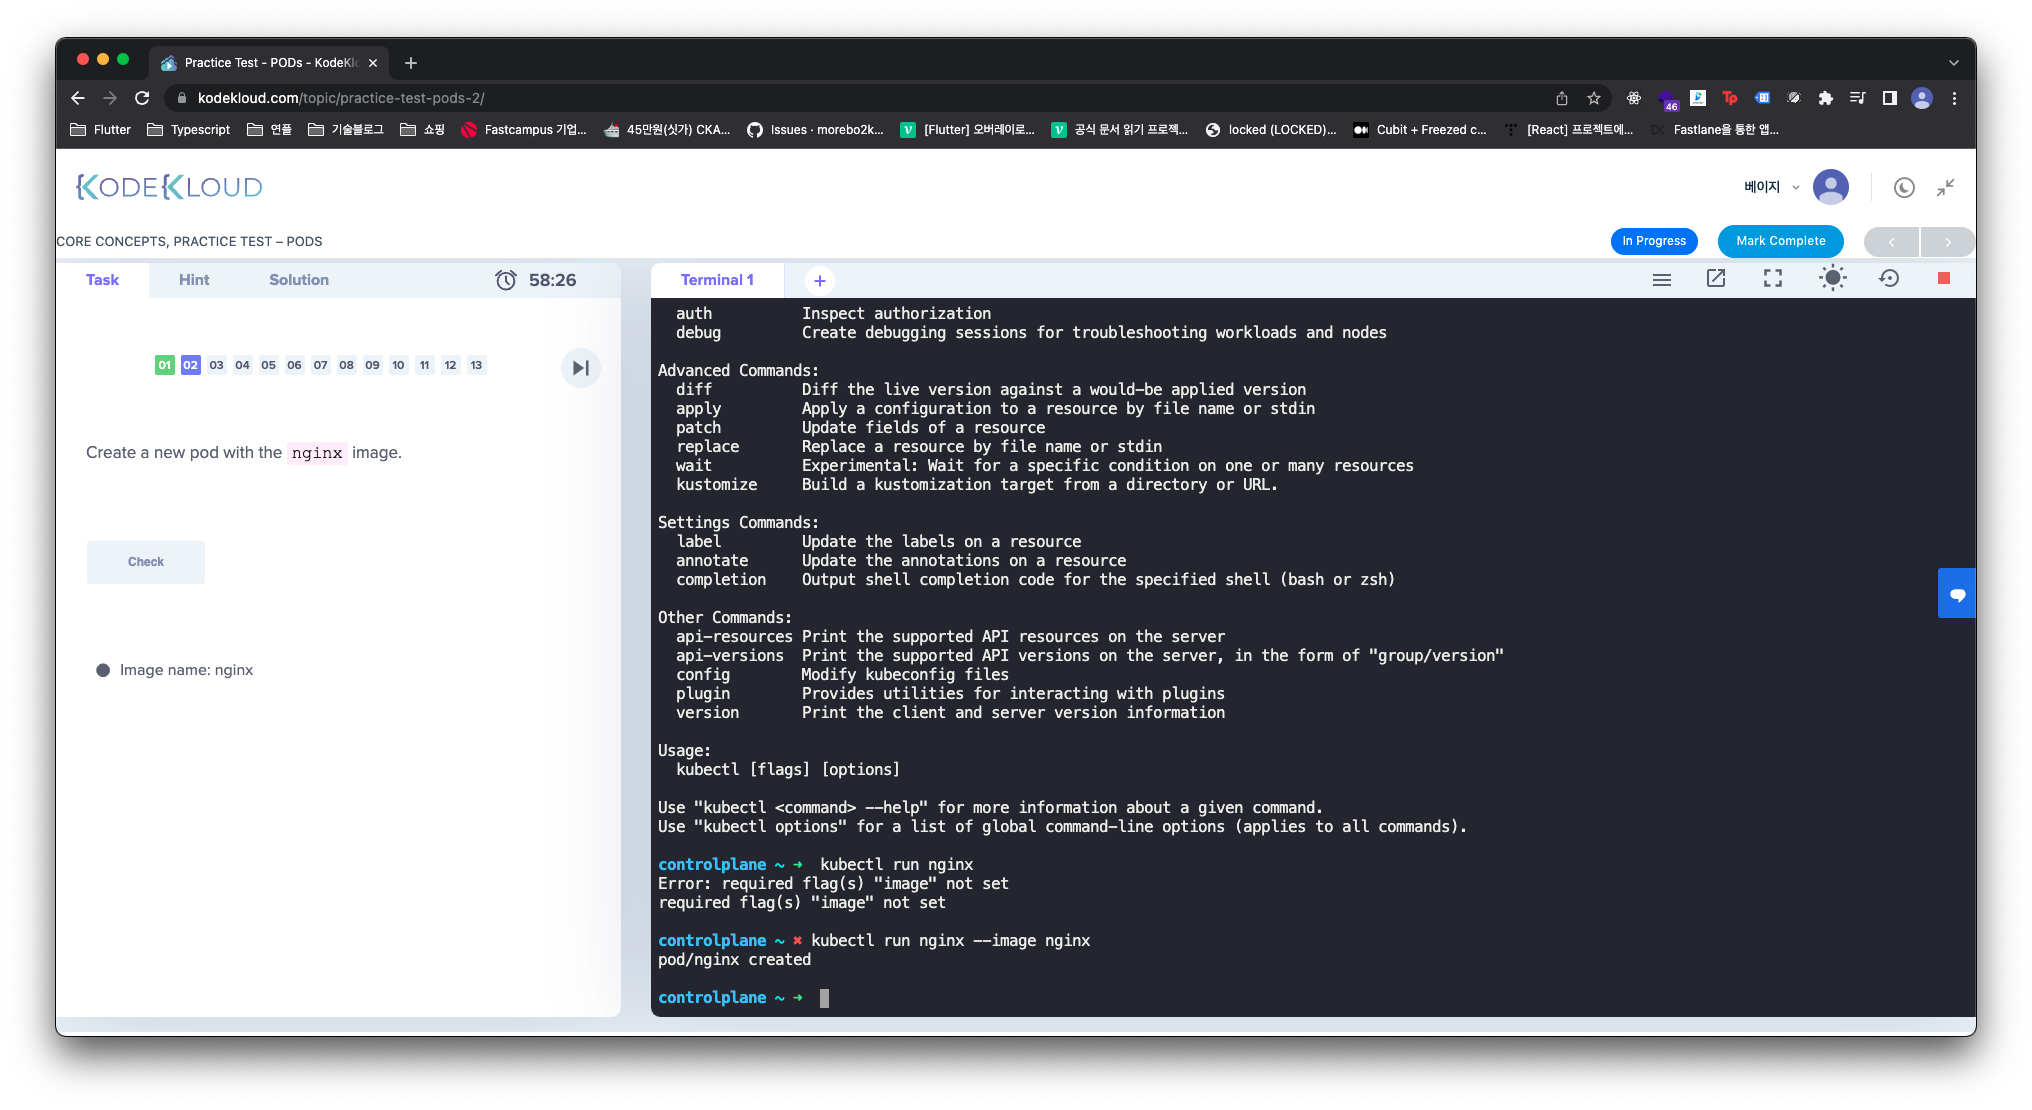 Practice Test - PODs - KodeKlo
kodekloud.com/topic/practice-test-pods-2/
46
Tp
Flutter
Typescript
연플
기술블로그
쇼핑
Fastcampus 기업...
45만원(싯가) CKA...
Issues · morebo2k...
[Flutter] 오버레이로...
공식 문서 읽기 프로젝...
locked (LOCKED)...
Cubit + Freezed c...
[React] 프로젝트에...
Fastlane을 통한 앱...
KODEKLOUD
베이지
CORE CONCEPTS, PRACTICE TEST – PODS
In Progress
Mark Complete
Task
Hint
Solution
58:26
01 02 03 04 05 06 07 08 09 10 11 12 13
Create a new pod with the nginx image.
Check
Image name: nginx
Terminal 1
auth Inspect authorization
debug Create debugging sessions for troubleshooting workloads and nodes
Advanced Commands:
diff Diff the live version against a would-be applied version
apply Apply a configuration to a resource by file name or stdin
patch Update fields of a resource
replace Replace a resource by file name or stdin
wait Experimental: Wait for a specific condition on one or many resources
kustomize Build a kustomization target from a directory or URL.
Settings Commands:
label Update the labels on a resource
annotate Update the annotations on a resource
completion Output shell completion code for the specified shell (bash or zsh)
Other Commands:
api-resources Print the supported API resources on the server
api-versions Print the supported API versions on the server, in the form of "group/version"
config Modify kubeconfig files
plugin Provides utilities for interacting with plugins
version Print the client and server version information
Usage:
kubectl [flags] [options]
Use "kubectl <command> --help" for more information about a given command.
Use "kubectl options" for a list of global command-line options (applies to all commands).
controlplane ~ ➜ kubectl run nginx
Error: required flag(s) "image" not set
required flag(s) "image" not set
controlplane ~ ✖ kubectl run nginx --image nginx
pod/nginx created
controlplane ~ ➜